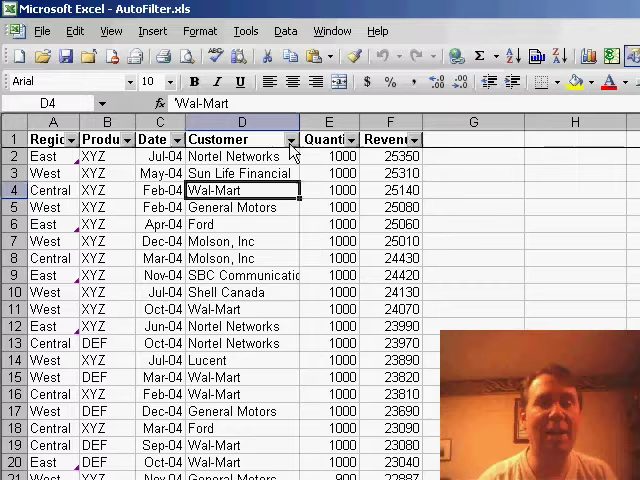 Microsoft Excel - AutoFilter.xls
File Edit View Insert Format Tools Data Window Help
Arial 10 B I U $ %
D4 fx 'Wal-Mart
A B C D E F G H
1 Regio Produ Date Customer Quanti Revenu
2 East XYZ Jul-04 Nortel Networks 1000 25350
3 West XYZ May-04 Sun Life Financial 1000 25310
4 Central XYZ Feb-04 Wal-Mart 1000 25140
5 West XYZ Feb-04 General Motors 1000 25080
6 East XYZ Apr-04 Ford 1000 25060
7 West XYZ Dec-04 Molson, Inc 1000 25010
8 Central XYZ Feb-04 Molson, Inc 1000 24430
9 East XYZ Nov-04 SBC Communicatio 1000 24420
10 West XYZ Jul-04 Shell Canada 1000 24130
11 West XYZ Oct-04 Wal-Mart 1000 24070
12 East XYZ Jun-04 Nortel Networks 1000 23990
13 Central DEF Oct-04 Nortel Networks 1000 23970
14 West XYZ Jul-04 Lucent 1000 23890
15 West DEF Mar-04 Wal-Mart 1000 23820
16 Central XYZ Feb-04 Wal-Mart 1000 23810
17 West DEF Mar-04 General Motors 1000 23690
18 Central XYZ Feb-04 Ford 1000 23090
19 Central DEF Sep-04 Wal-Mart 1000 23080
20 East DEF Oct-04 Wal-Mart 1000 23040
21 West XYZ Nov-04 General Motors 900 22887